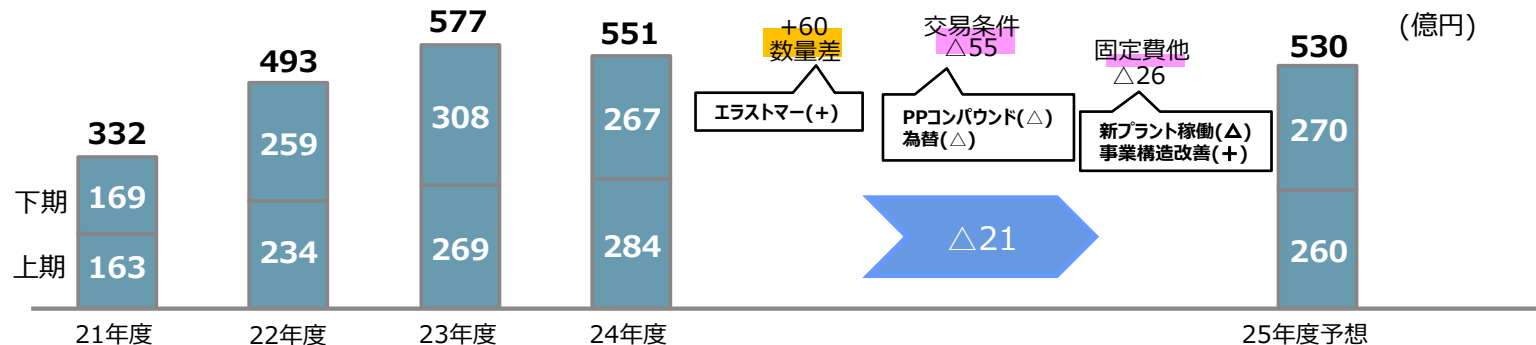 (億円)
332
493
577
551
+60
数量差
交易条件
△55
固定費他
△26
530
エラストマー(+)
PPコンパウンド(△)
為替(△)
新プラント稼働(△)
事業構造改善(+)
下期
169
259
308
267
270
上期
163
234
269
284
△21
260
21年度
22年度
23年度
24年度
25年度予想